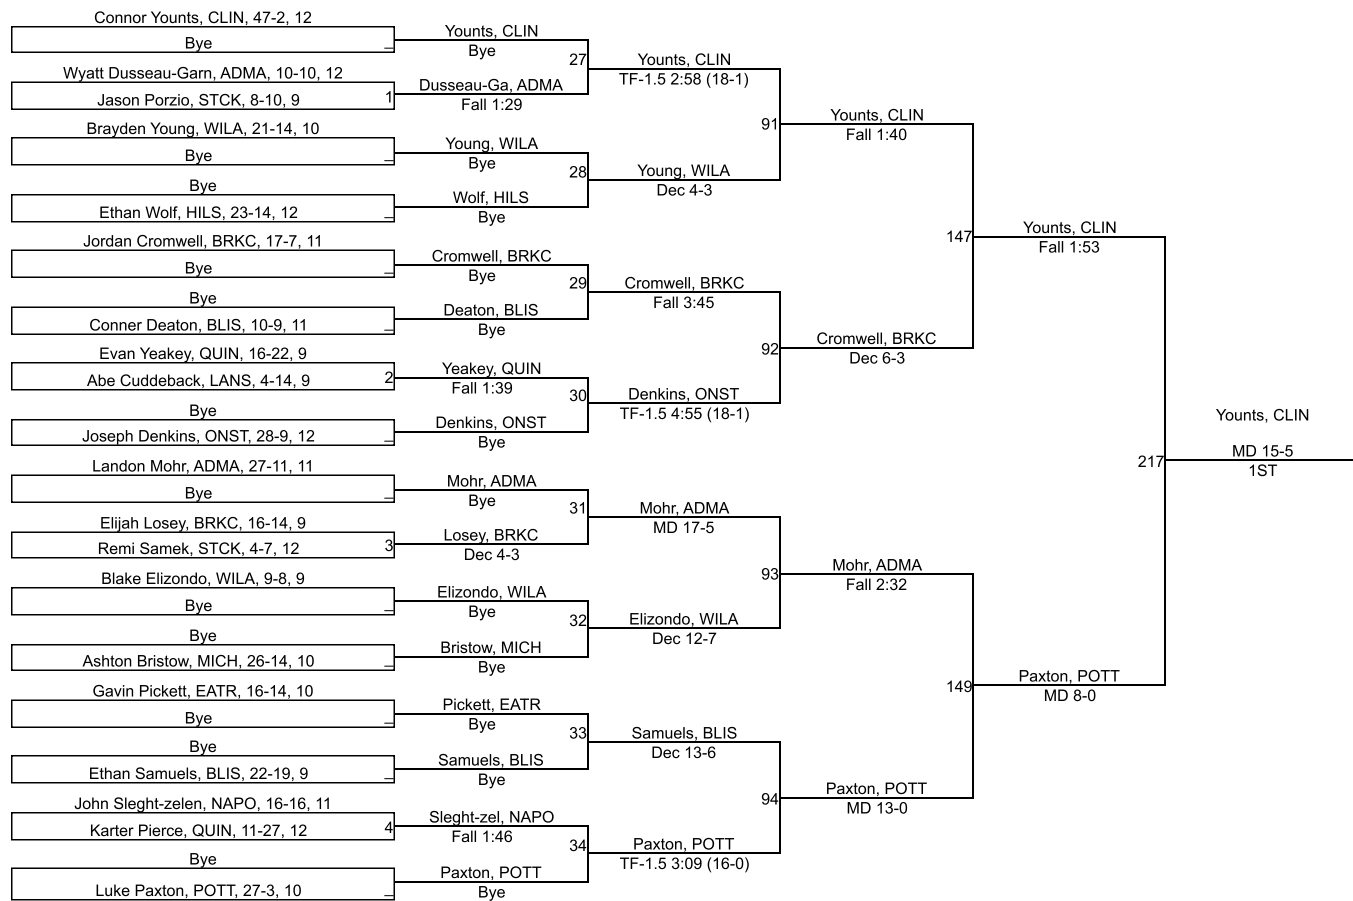 Connor Younts, CLIN, 47-2, 12
Bye
Wyatt Dusseau-Garn, ADMA, 10-10, 12
Jason Porzio, STCK, 8-10, 9
1
Brayden Young, WILA, 21-14, 10
Bye
Bye
Ethan Wolf, HILS, 23-14, 12
Jordan Cromwell, BRKC, 17-7, 11
Bye
Bye
Conner Deaton, BLIS, 10-9, 11
Evan Yeakey, QUIN, 16-22, 9
Abe Cuddeback, LANS, 4-14, 9
2
Bye
Joseph Denkins, ONST, 28-9, 12
Landon Mohr, ADMA, 27-11, 11
Bye
Elijah Losey, BRKC, 16-14, 9
Remi Samek, STCK, 4-7, 12
3
Blake Elizondo, WILA, 9-8, 9
Bye
Bye
Ashton Bristow, MICH, 26-14, 10
Gavin Pickett, EATR, 16-14, 10
Bye
Bye
Ethan Samuels, BLIS, 22-19, 9
John Sleght-zelen, NAPO, 16-16, 11
Karter Pierce, QUIN, 11-27, 12
4
Bye
Luke Paxton, POTT, 27-3, 10
Younts, CLIN
Bye
27
Dusseau-Ga, ADMA
Fall 1:29
Young, WILA
Bye
28
Wolf, HILS
Bye
Cromwell, BRKC
Bye
29
Deaton, BLIS
Bye
Yeakey, QUIN
Fall 1:39
30
Denkins, ONST
Bye
Mohr, ADMA
Bye
31
Losey, BRKC
Dec 4-3
Elizondo, WILA
Bye
32
Bristow, MICH
Bye
Pickett, EATR
Bye
33
Samuels, BLIS
Bye
Sleght-zel, NAPO
Fall 1:46
34
Paxton, POTT
Bye
Younts, CLIN
TF-1.5 2:58 (18-1)
91
Young, WILA
Dec 4-3
Cromwell, BRKC
Fall 3:45
92
Denkins, ONST
TF-1.5 4:55 (18-1)
Mohr, ADMA
MD 17-5
93
Elizondo, WILA
Dec 12-7
Samuels, BLIS
Dec 13-6
94
Paxton, POTT
TF-1.5 3:09 (16-0)
Younts, CLIN
Fall 1:40
147
Cromwell, BRKC
Dec 6-3
Mohr, ADMA
Fall 2:32
149
Paxton, POTT
MD 13-0
Younts, CLIN
Fall 1:53
217
Paxton, POTT
MD 8-0
Younts, CLIN
MD 15-5
1ST